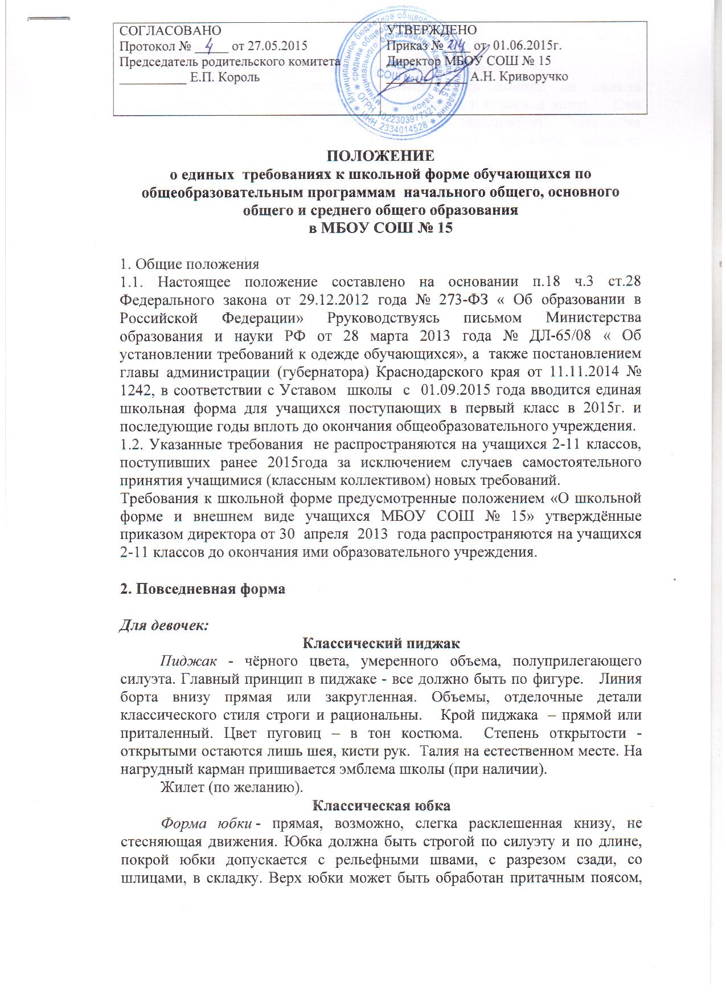 СОГЛАСОВАНО
Протокол № 4 от 27.05.2015
Председатель родительского комитета
__________ Е.П. Король
УТВЕРЖДЕНО
Приказ № 214 от 01.06.2015г.
Директор МБОУ СОШ № 15
____________ А.Н. Криворучко
ОГРН 1022303977321
ИНН 2334014528
ПОЛОЖЕНИЕ
о единых требованиях к школьной форме обучающихся по
общеобразовательным программам начального общего, основного
общего и среднего общего образования
в МБОУ СОШ № 15
1. Общие положения
1.1. Настоящее положение составлено на основании п.18 ч.3 ст.28
Федерального закона от 29.12.2012 года № 273-ФЗ « Об образовании в
Российской Федерации» Рруководствуясь письмом Министерства
образования и науки РФ от 28 марта 2013 года № ДЛ-65/08 « Об
установлении требований к одежде обучающихся», а также постановлением
главы администрации (губернатора) Краснодарского края от 11.11.2014 №
1242, в соответствии с Уставом школы с 01.09.2015 года вводится единая
школьная форма для учащихся поступающих в первый класс в 2015г. и
последующие годы вплоть до окончания общеобразовательного учреждения.
1.2. Указанные требования не распространяются на учащихся 2-11 классов,
поступивших ранее 2015года за исключением случаев самостоятельного
принятия учащимися (классным коллективом) новых требований.
Требования к школьной форме предусмотренные положением «О школьной
форме и внешнем виде учащихся МБОУ СОШ № 15» утверждённые
приказом директора от 30 апреля 2013 года распространяются на учащихся
2-11 классов до окончания ими образовательного учреждения.
2. Повседневная форма
Для девочек:
Классический пиджак
Пиджак - чёрного цвета, умеренного объема, полуприлегающего
силуэта. Главный принцип в пиджаке - все должно быть по фигуре. Линия
борта внизу прямая или закругленная. Объемы, отделочные детали
классического стиля строги и рациональны. Крой пиджака – прямой или
приталенный. Цвет пуговиц – в тон костюма. Степень открытости -
открытыми остаются лишь шея, кисти рук. Талия на естественном месте. На
нагрудный карман пришивается эмблема школы (при наличии).
Жилет (по желанию).
Классическая юбка
Форма юбки - прямая, возможно, слегка расклешенная книзу, не
стесняющая движения. Юбка должна быть строгой по силуэту и по длине,
покрой юбки допускается с рельефными швами, с разрезом сзади, со
шлицами, в складку. Верх юбки может быть обработан притачным поясом,